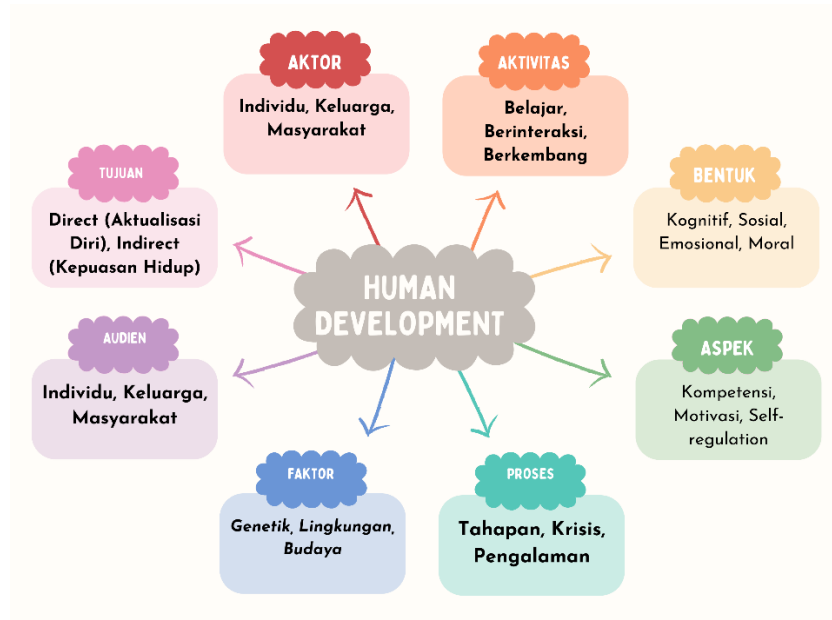 AKTOR
Individu, Keluarga,
Masyarakat
AKTIVITAS
Belajar,
Berinteraksi,
Berkembang
TUJUAN
Direct (Aktualisasi
Diri), Indirect
(Kepuasan Hidup)
BENTUK
Kognitif, Sosial,
Emosional, Moral
HUMAN
DEVELOPMENT
AUDIEN
Individu, Keluarga,
Masyarakat
ASPEK
Kompetensi,
Motivasi, Self-
regulation
FAKTOR
Genetik, Lingkungan,
Budaya
PROSES
Tahapan, Krisis,
Pengalaman